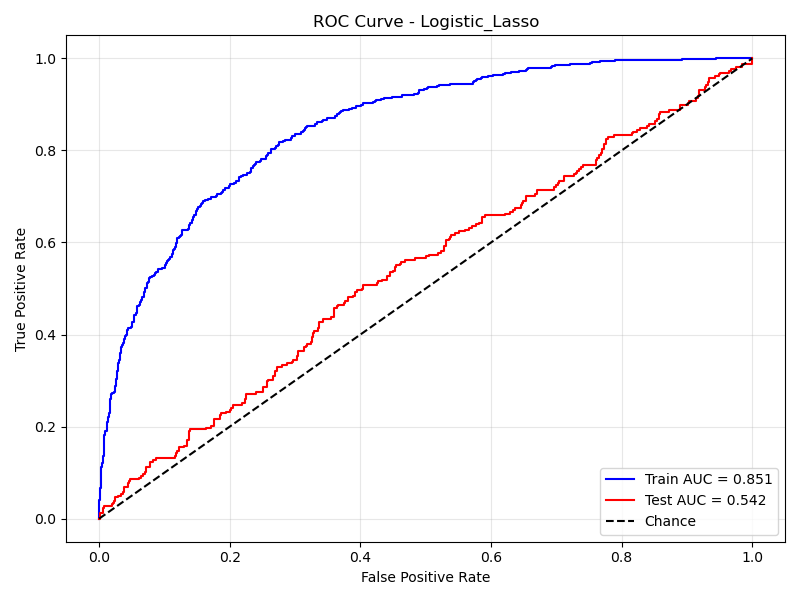 ROC Curve - Logistic_Lasso
True Positive Rate
1.0
0.8
0.6
0.4
0.2
0.0
Train AUC = 0.851
Test AUC = 0.542
Chance
0.0 0.2 0.4 0.6 0.8 1.0
False Positive Rate